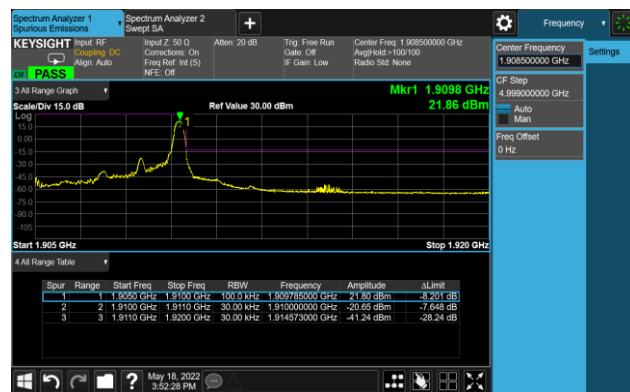 Spectrum Analyzer 1
Spurious Emissions
Spectrum Analyzer 2
Swept SA
Frequency
KEYSIGHT
Input: RF
Coupling: DC
Align: Auto
Input Z: 50 Ω
Corrections: On
Freq Ref: Int (S)
NFE: Off
Atten: 20 dB
Trig: Free Run
Gate: Off
IF Gain: Low
Center Freq: 1.908500000 GHz
Avg|Hold:>100/100
Radio Std: None
PASS
Center Frequency
1.908500000 GHz
Settings
CF Step
4.999000000 MHz
Auto
Man
Freq Offset
0 Hz
3 All Range Graph
Mkr1 1.9098 GHz
Scale/Div 15.0 dB
Ref Value 30.00 dBm
21.86 dBm
Log
1
15.0
0.00
-15.0
-30.0
-45.0
-60.0
-75.0
-90.0
-105
Start 1.905 GHz
Stop 1.920 GHz
4 All Range Table
Spur Range Start Freq Stop Freq RBW Frequency Amplitude ΔLimit
1 1 1.9050 GHz 1.9100 GHz 100.0 kHz 1.909785000 GHz 21.80 dBm -8.201 dB
2 2 1.9100 GHz 1.9110 GHz 30.00 kHz 1.910000000 GHz -20.65 dBm -7.648 dB
3 3 1.9110 GHz 1.9200 GHz 30.00 kHz 1.914573000 GHz -41.24 dBm -28.24 dB
?
May 18, 2022
3:52:28 PM